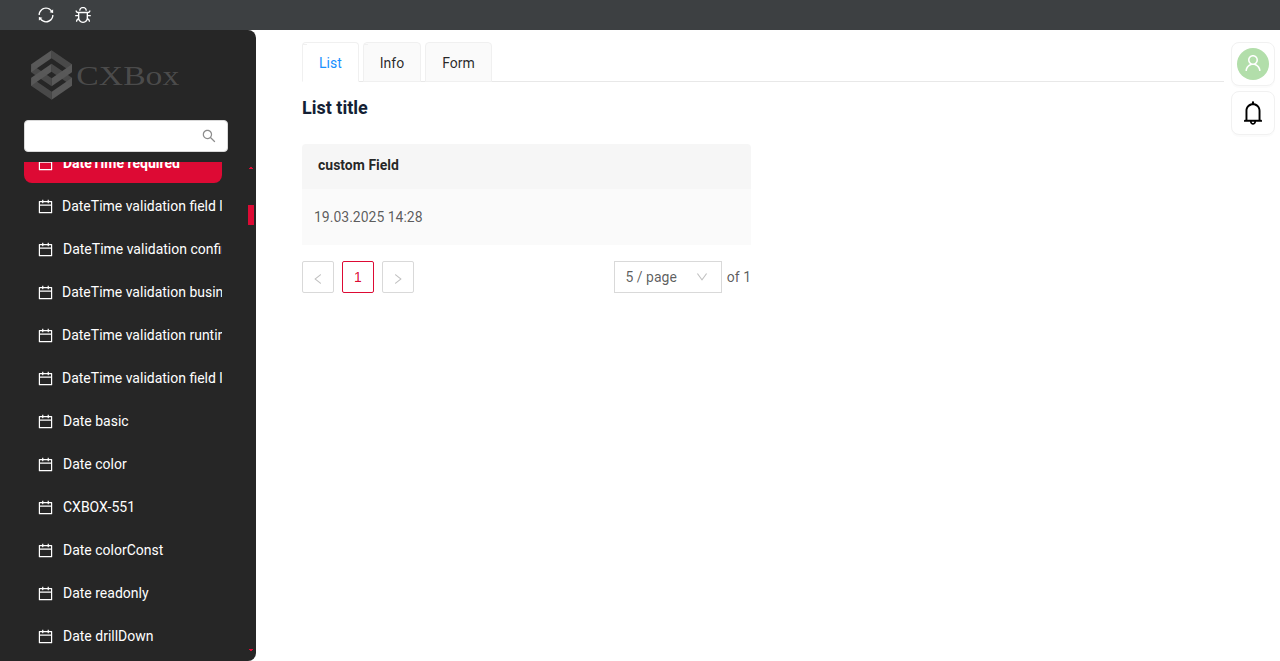 CXBox
DateTime required
DateTime validation field l
DateTime validation confi
DateTime validation busin
DateTime validation runtin
DateTime validation field l
Date basic
Date color
CXBOX-551
Date colorConst
Date readonly
Date drillDown
List
Info
Form
List title
custom Field
19.03.2025 14:28
1
5 / page
of 1